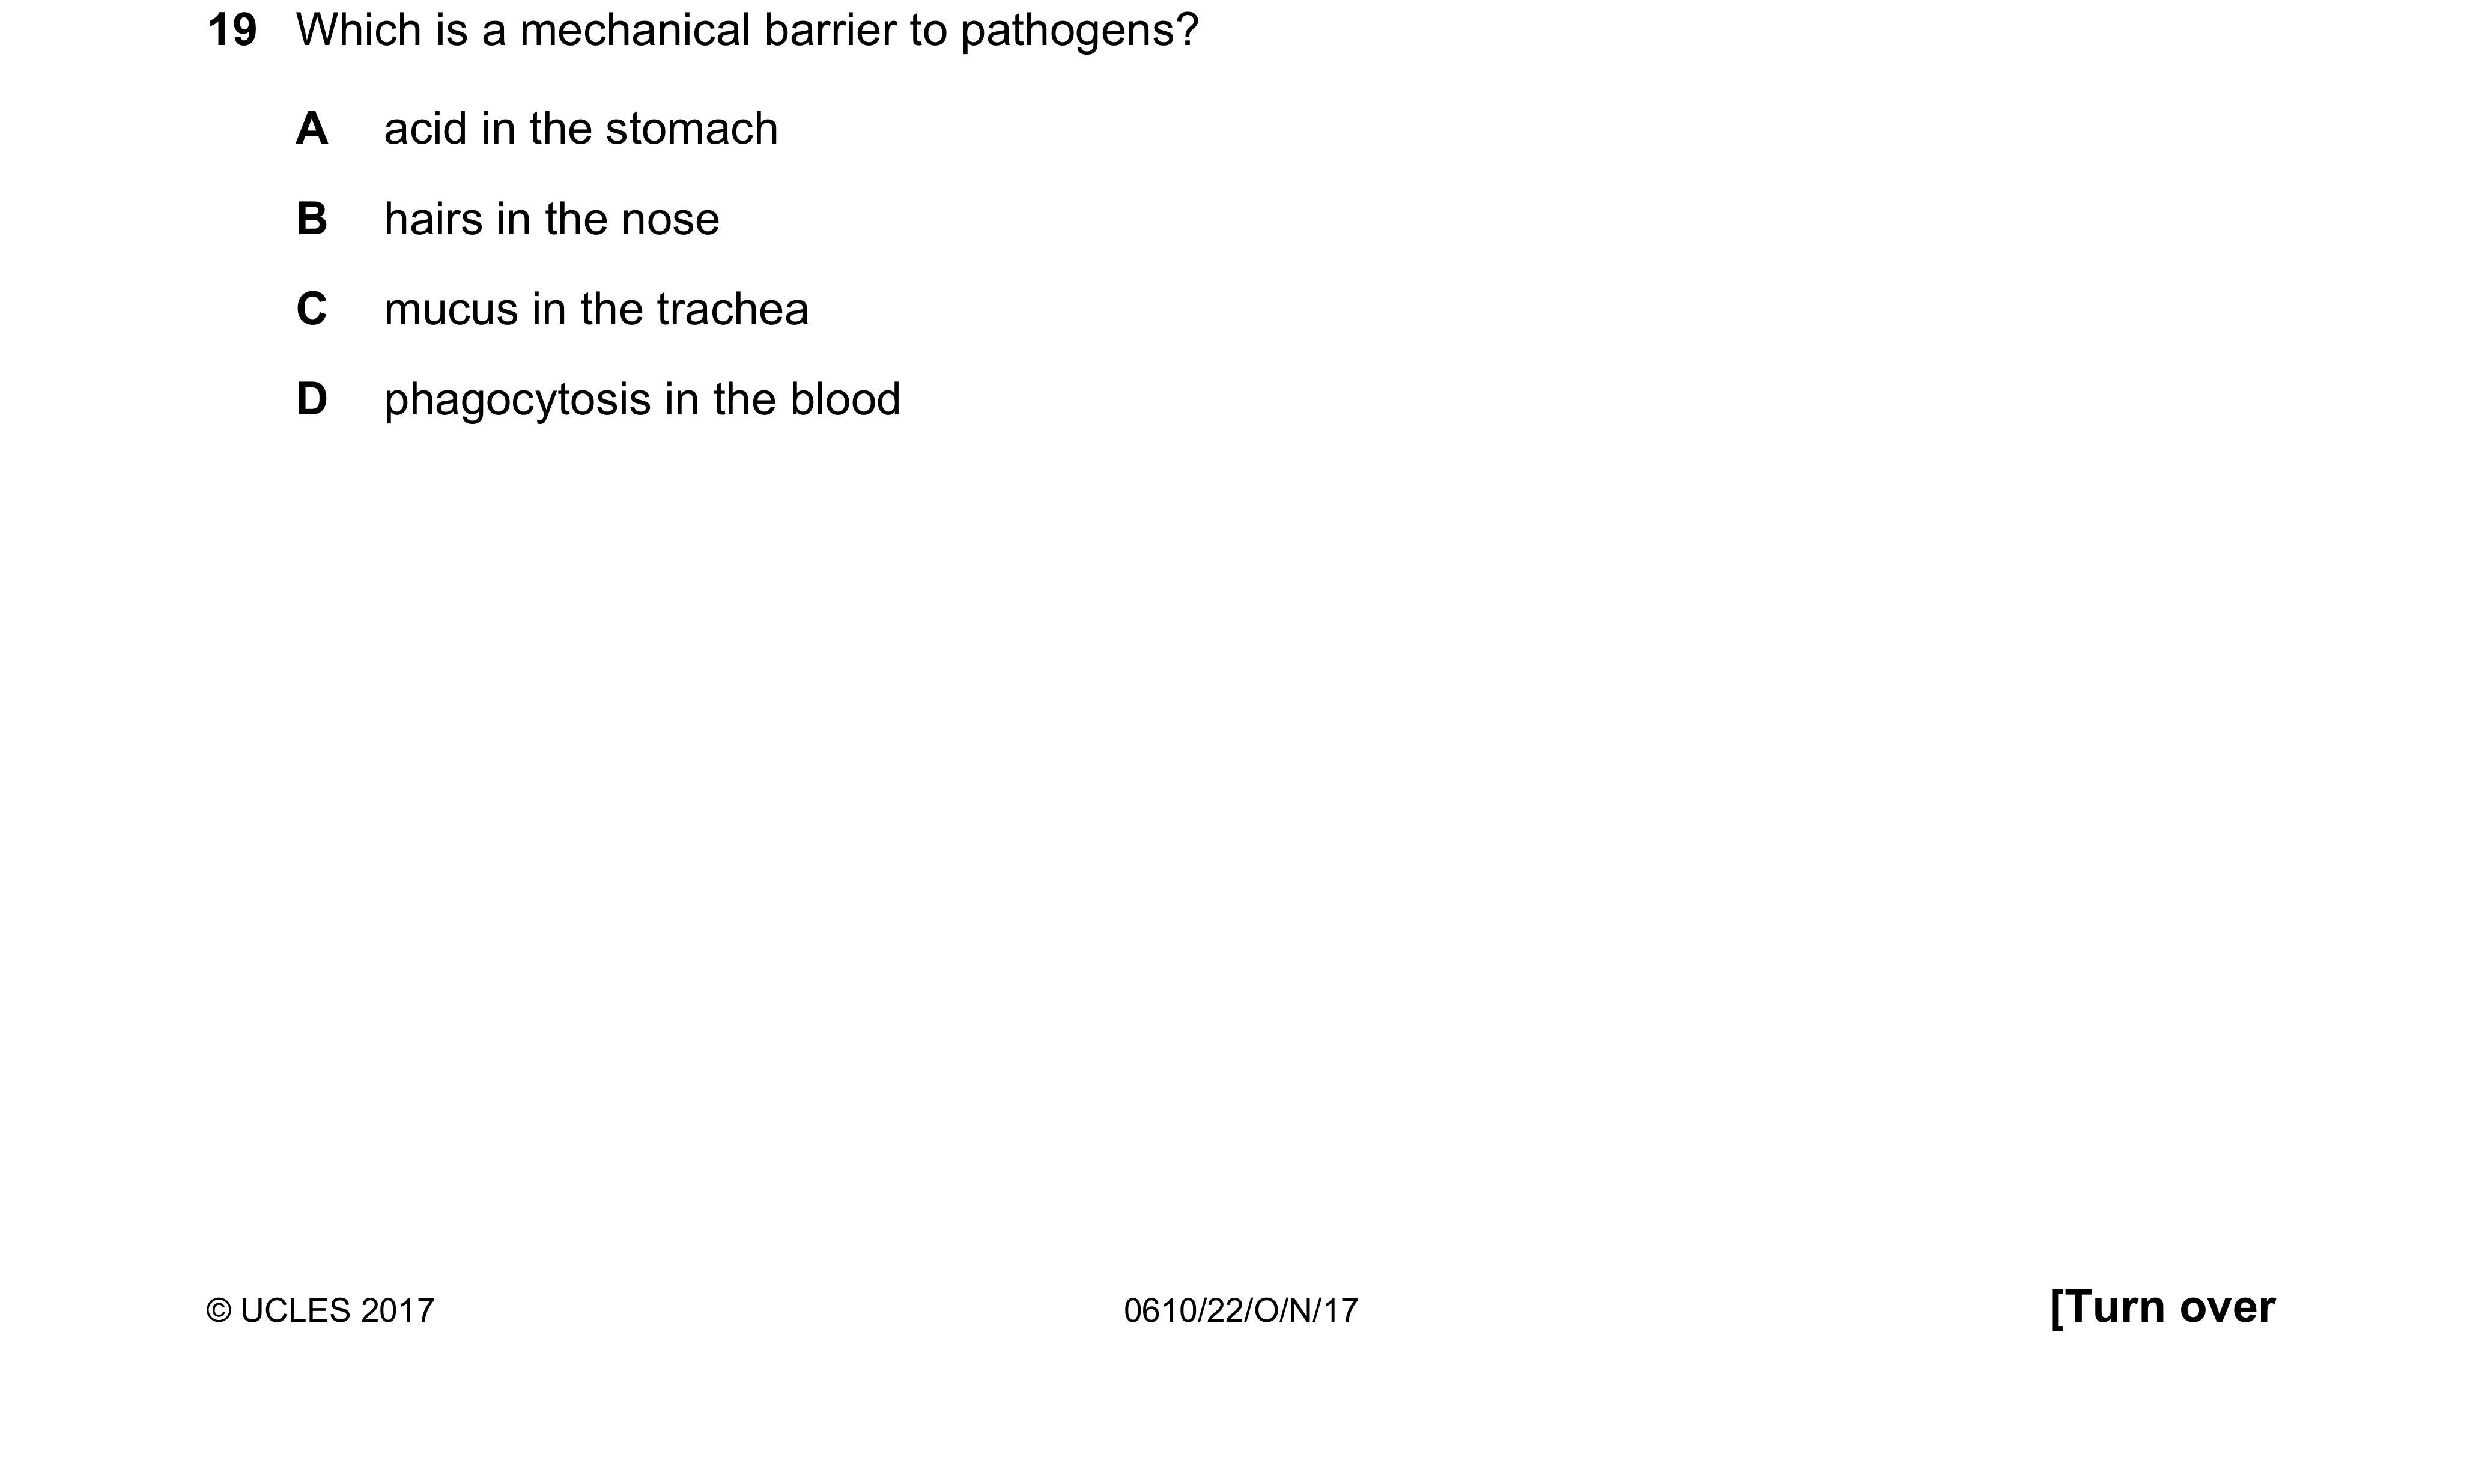 19 Which is a mechanical barrier to pathogens?
A acid in the stomach
B hairs in the nose
C mucus in the trachea
D phagocytosis in the blood
© UCLES 2017 0610/22/O/N/17 [Turn over